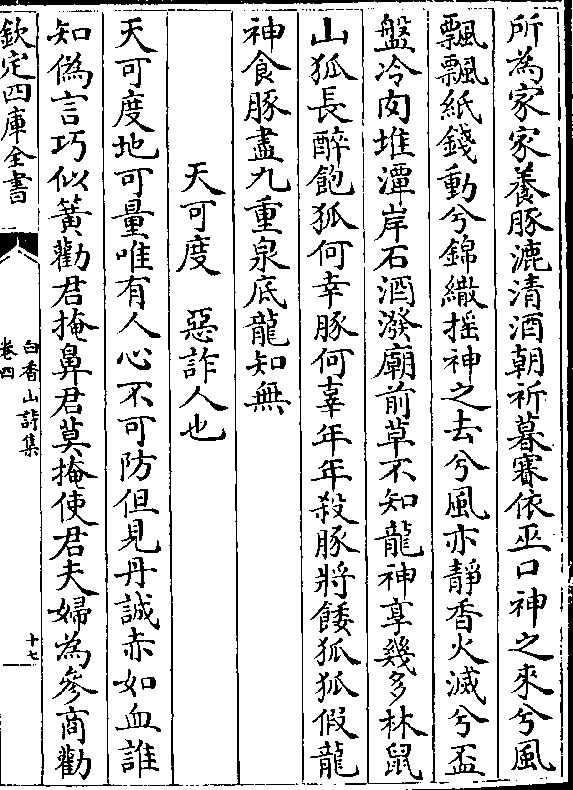 所為家家養豚漉清酒朝祈暮賽依巫口神之來兮風
飄飄紙錢動兮錦繖揺神之去兮風亦靜香火滅兮盃
盤冷肉堆潭岸石酒潑廟前草不知龍神享幾多林鼠
山狐長醉飽狐何幸豚何辜年年殺豚將餧狐狐假龍
神食豚盡九重泉底龍知無
天可度　惡詐人也
天可度地可量唯有人心不可防但見丹誠赤如血誰
知偽言巧似簧勸君掩鼻君莫掩使君夫婦為參商勸
欽定四庫全書
白香山詩集
卷四
十七